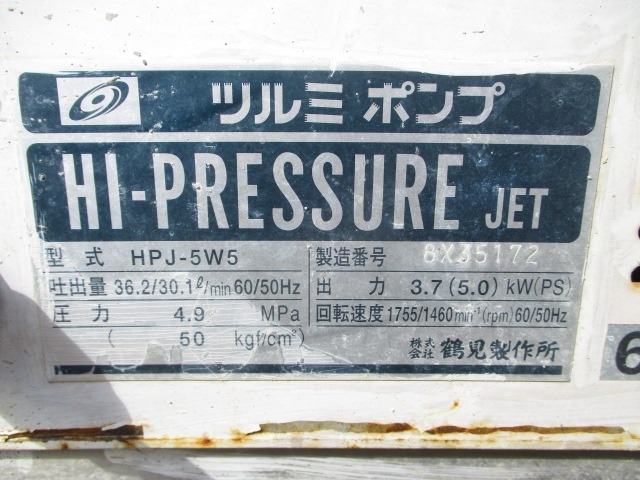 ツルミ ポンプ
HI-PRESSURE JET
型式 HPJ-5W5
製造番号 8X35172
吐出量 36.2/30.1ℓ/min 60/50Hz
出力 3.7(5.0) kW(PS)
圧力 4.9 MPa
( 50 kgf/cm²)
回転速度 1755/1460min⁻¹(rpm) 60/50Hz
株式会社 鶴見製作所
6